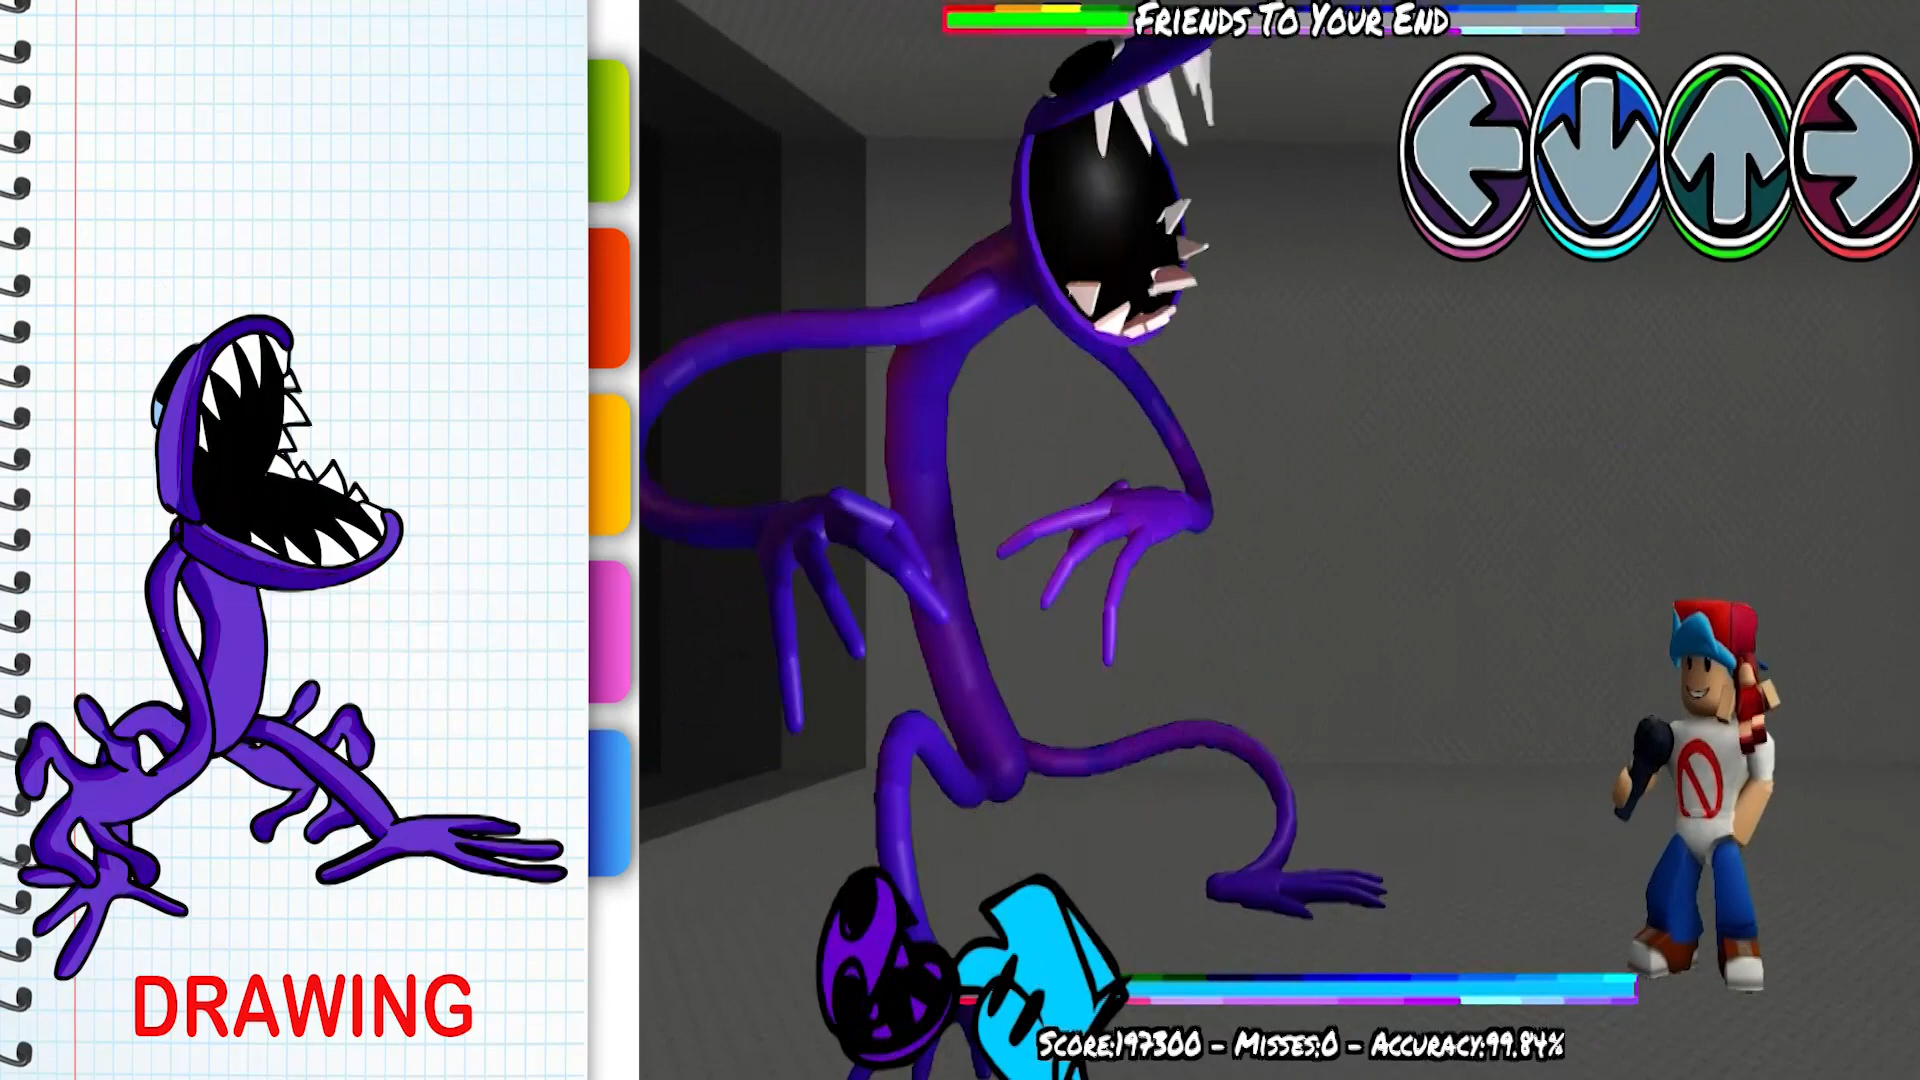 FRIENDS TO YOUR END
DRAWING
SCORE:197300 - MISSES:0 - ACCURACY:99.84%